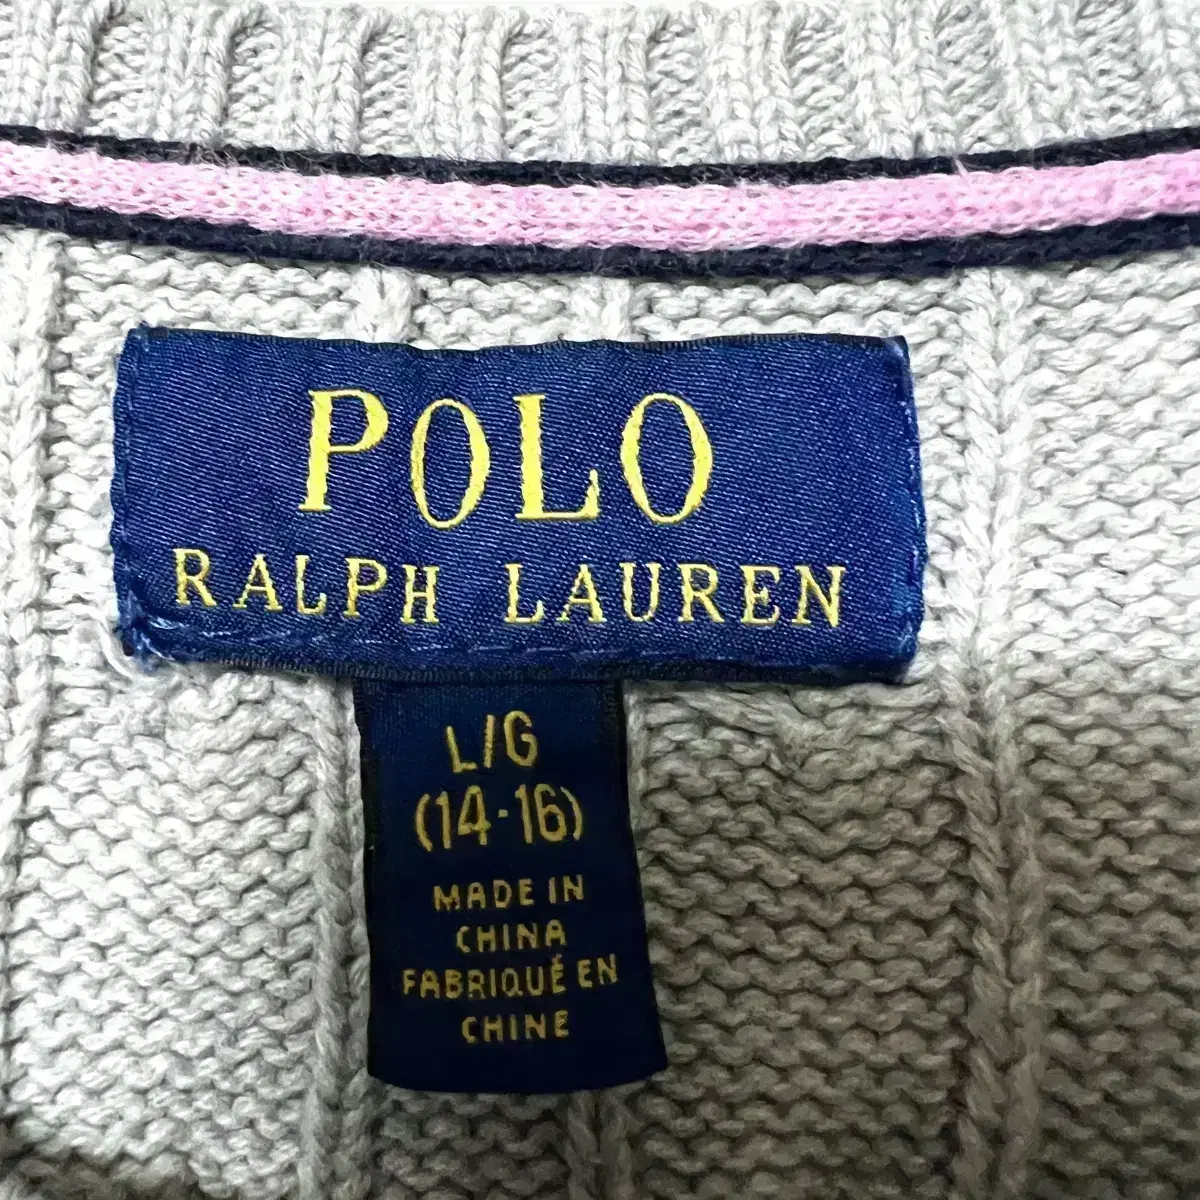 POLO
RALPH LAUREN
L/G
(14-16)
MADE IN
CHINA
FABRIQUÉ EN
CHINE